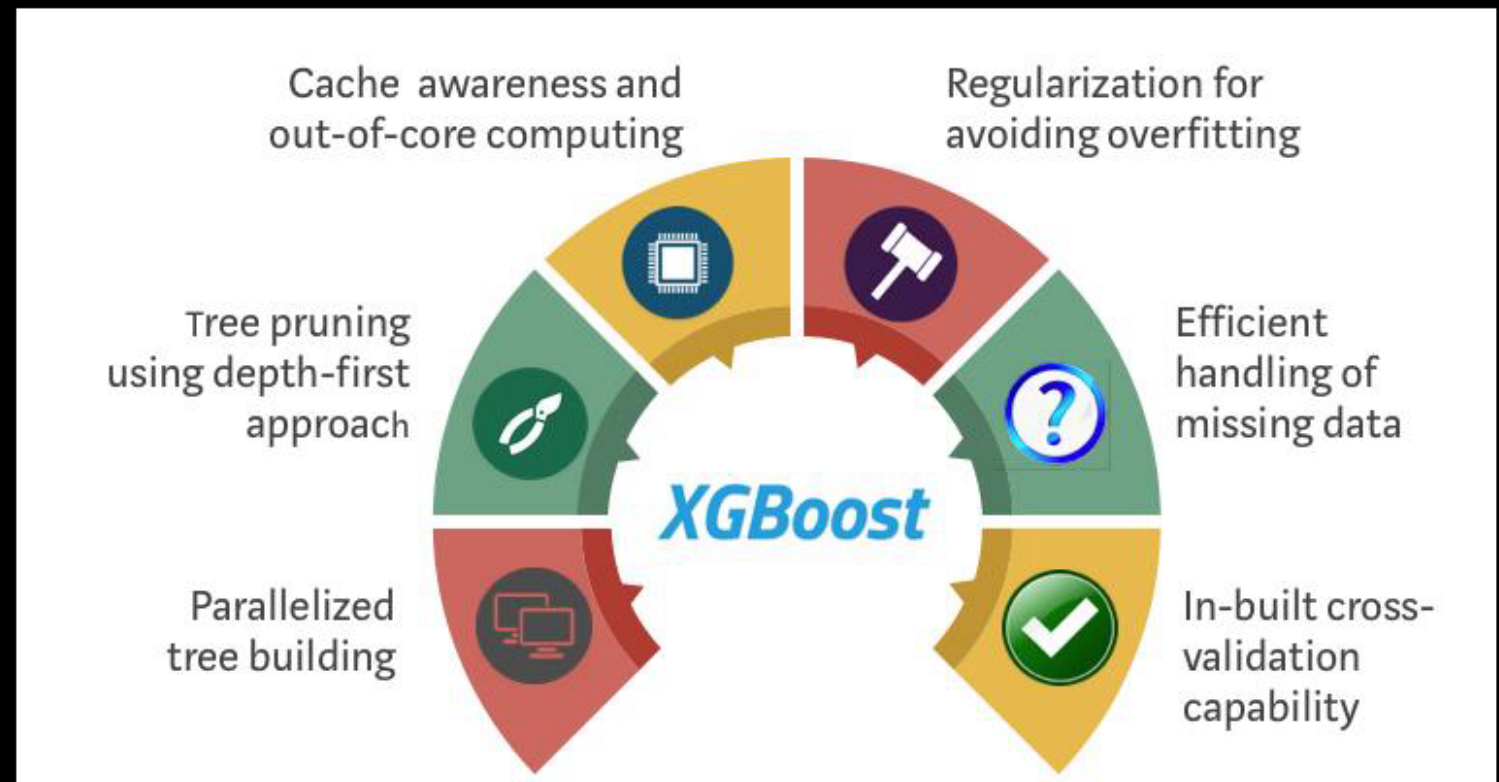 Cache awareness and
out-of-core computing
Regularization for
avoiding overfitting
Tree pruning
using depth-first
approach
Efficient
handling of
missing data
XGBoost
Parallelized
tree building
In-built cross-
validation
capability